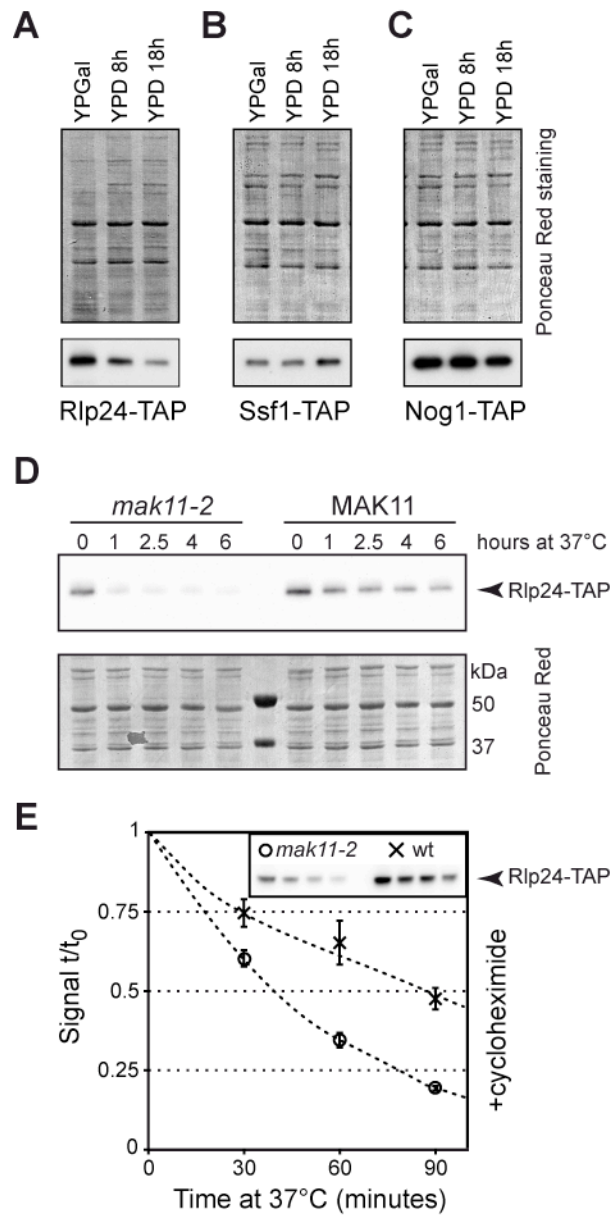 A B C
YPGal YPD 8h YPD 18h
YPGal YPD 8h YPD 18h
YPGal YPD 8h YPD 18h
Ponceau Red staining
Rlp24-TAP Ssf1-TAP Nog1-TAP
D
mak11-2 MAK11
0 1 2.5 4 6 0 1 2.5 4 6 hours at 37°C
Rlp24-TAP
kDa
50
37
Ponceau Red
E
mak11-2 wt
Rlp24-TAP
1
0.75
0.5
0.25
0
Signal t/t0
+cycloheximide
0 30 60 90
Time at 37°C (minutes)